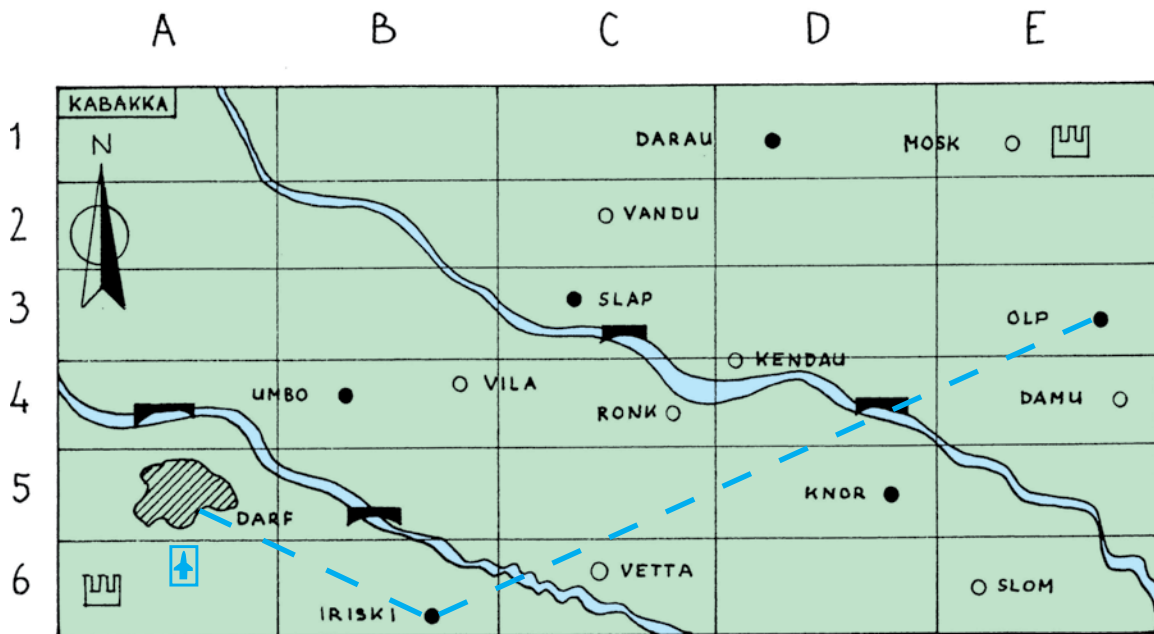 A B C D E
KABAKKA
N
1
DARAU
MOSK
2
VANDU
3
SLAP
OLP
KENDAU
4
UMBO
VILA
RONK
DAMU
5
DARF
KNOR
6
VETTA
SLOM
IRISKI